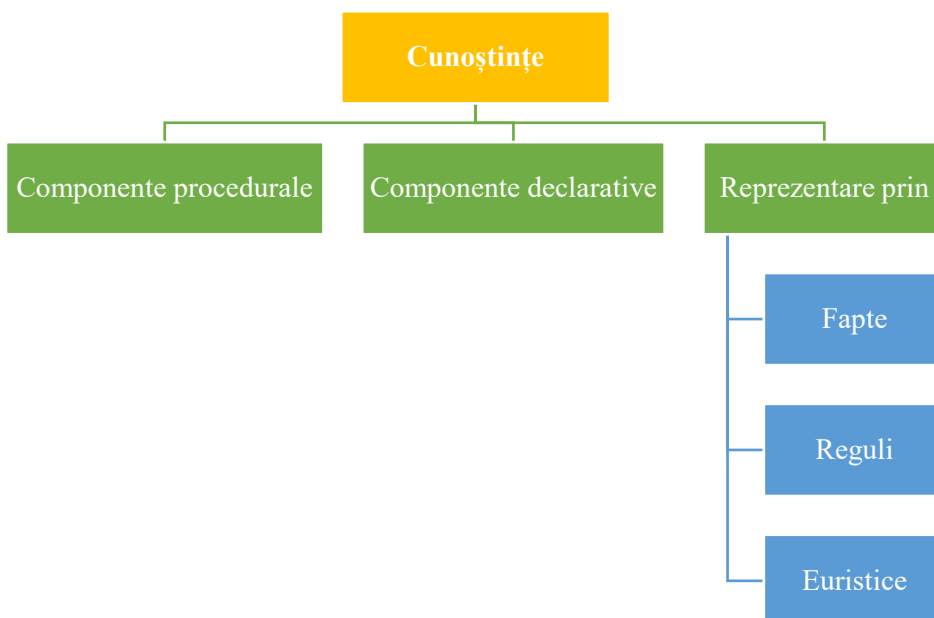 Cunoștințe
Componente procedurale
Componente declarative
Reprezentare prin
Fapte
Reguli
Euristice